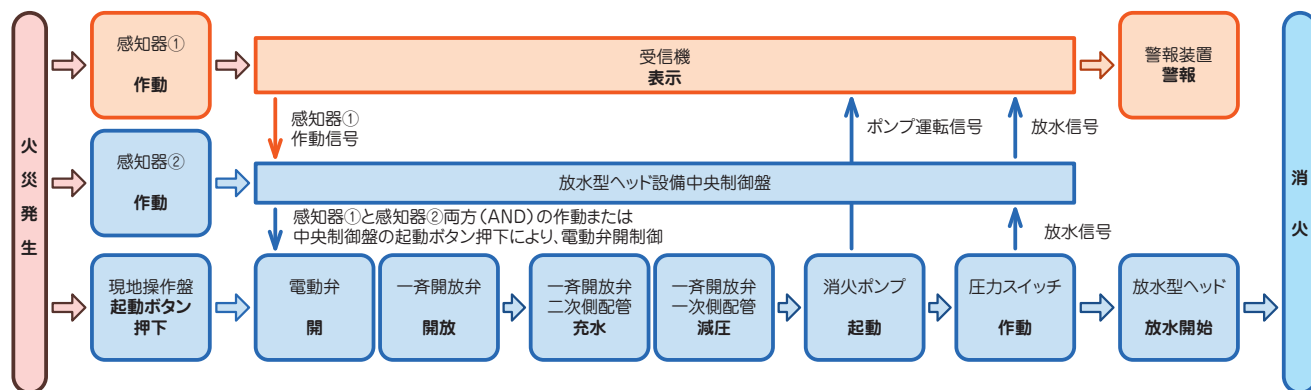 火災発生
感知器①
作動
受信機
表示
警報装置
警報
感知器①
作動信号
ポンプ運転信号
放水信号
感知器②
作動
放水型ヘッド設備中央制御盤
感知器①と感知器②両方（AND）の作動または
中央制御盤の起動ボタン押下により、電動弁開制御
放水信号
現地操作盤
起動ボタン
押下
電動弁
開
一斉開放弁
開放
一斉開放弁
二次側配管
充水
一斉開放弁
一次側配管
減圧
消火ポンプ
起動
圧力スイッチ
作動
放水型ヘッド
放水開始
消火